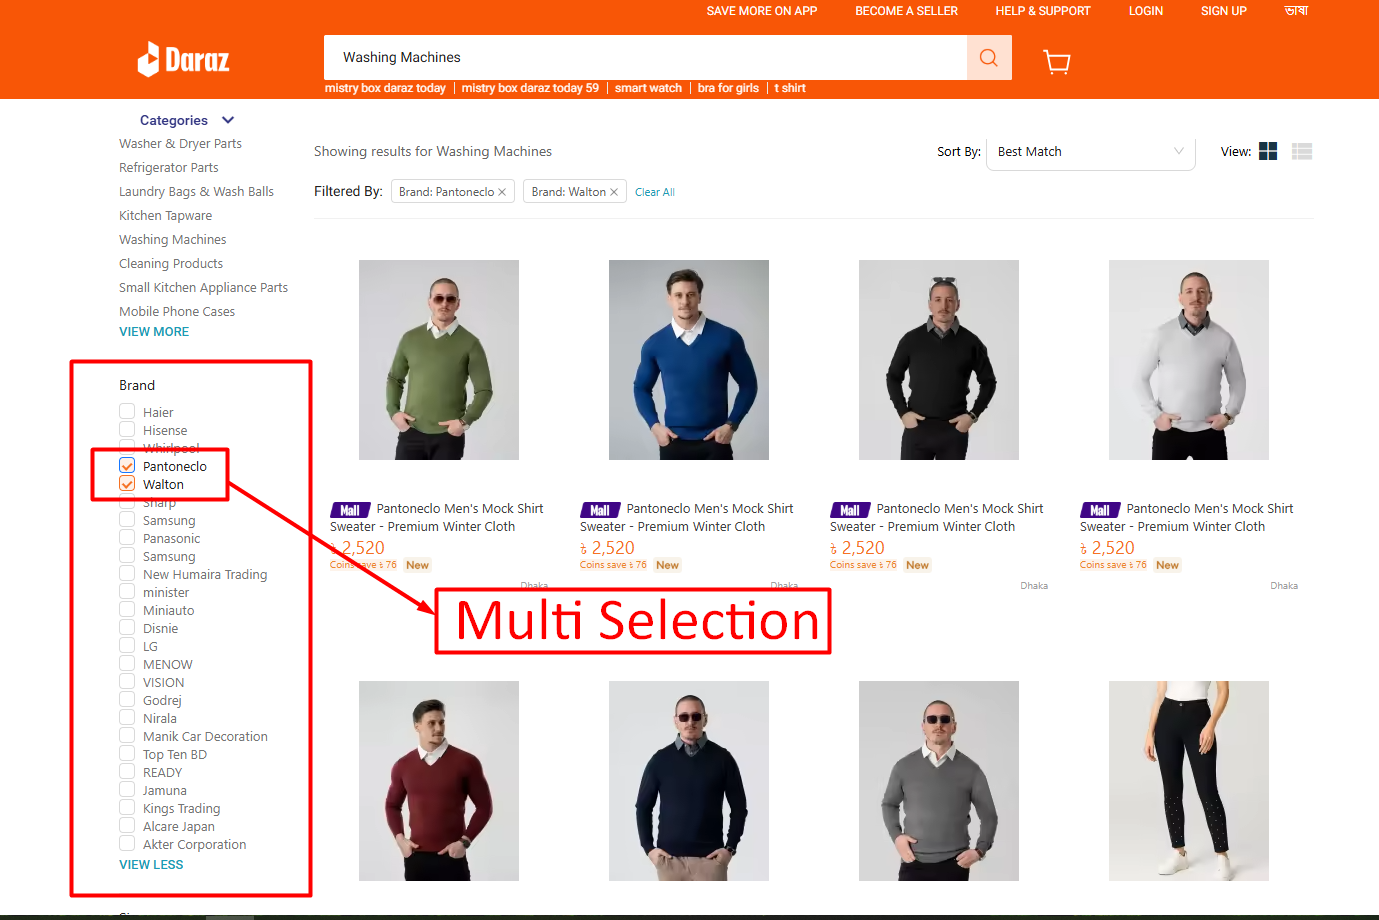 SAVE MORE ON APP BECOME A SELLER HELP & SUPPORT LOGIN SIGN UP ভাষা
Daraz
Washing Machines
mistry box daraz today | mistry box daraz today 59 | smart watch | bra for girls | t shirt
Categories
Washer & Dryer Parts
Refrigerator Parts
Laundry Bags & Wash Balls
Kitchen Tapware
Washing Machines
Cleaning Products
Small Kitchen Appliance Parts
Mobile Phone Cases
VIEW MORE
Brand
Haier
Hisense
Whirlpool
Pantoneclo
Walton
Sharp
Samsung
Panasonic
Samsung
New Humaira Trading
minister
Miniauto
Disnie
LG
MENOW
VISION
Godrej
Nirala
Manik Car Decoration
Top Ten BD
READY
Jamuna
Kings Trading
Alcare Japan
Akter Corporation
VIEW LESS
Showing results for Washing Machines
Sort By: Best Match
View:
Filtered By: Brand: Pantoneclo Brand: Walton Clear All
Mall Pantoneclo Men's Mock Shirt
Sweater - Premium Winter Cloth
৳ 2,520
Coins save ৳ 76 New
Dhaka
Mall Pantoneclo Men's Mock Shirt
Sweater - Premium Winter Cloth
৳ 2,520
Coins save ৳ 76 New
Dhaka
Mall Pantoneclo Men's Mock Shirt
Sweater - Premium Winter Cloth
৳ 2,520
Coins save ৳ 76 New
Dhaka
Mall Pantoneclo Men's Mock Shirt
Sweater - Premium Winter Cloth
৳ 2,520
Coins save ৳ 76 New
Dhaka
Multi Selection